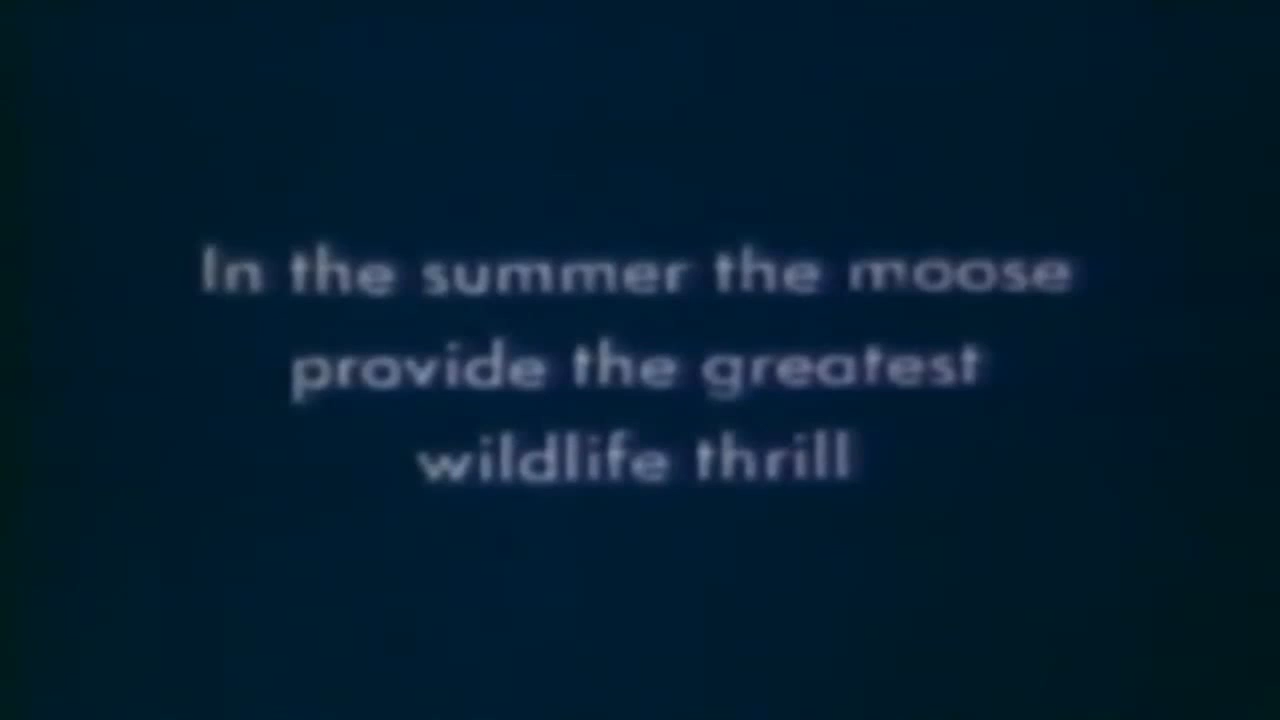 In the summer the moose
provide the greatest
wildlife thrill